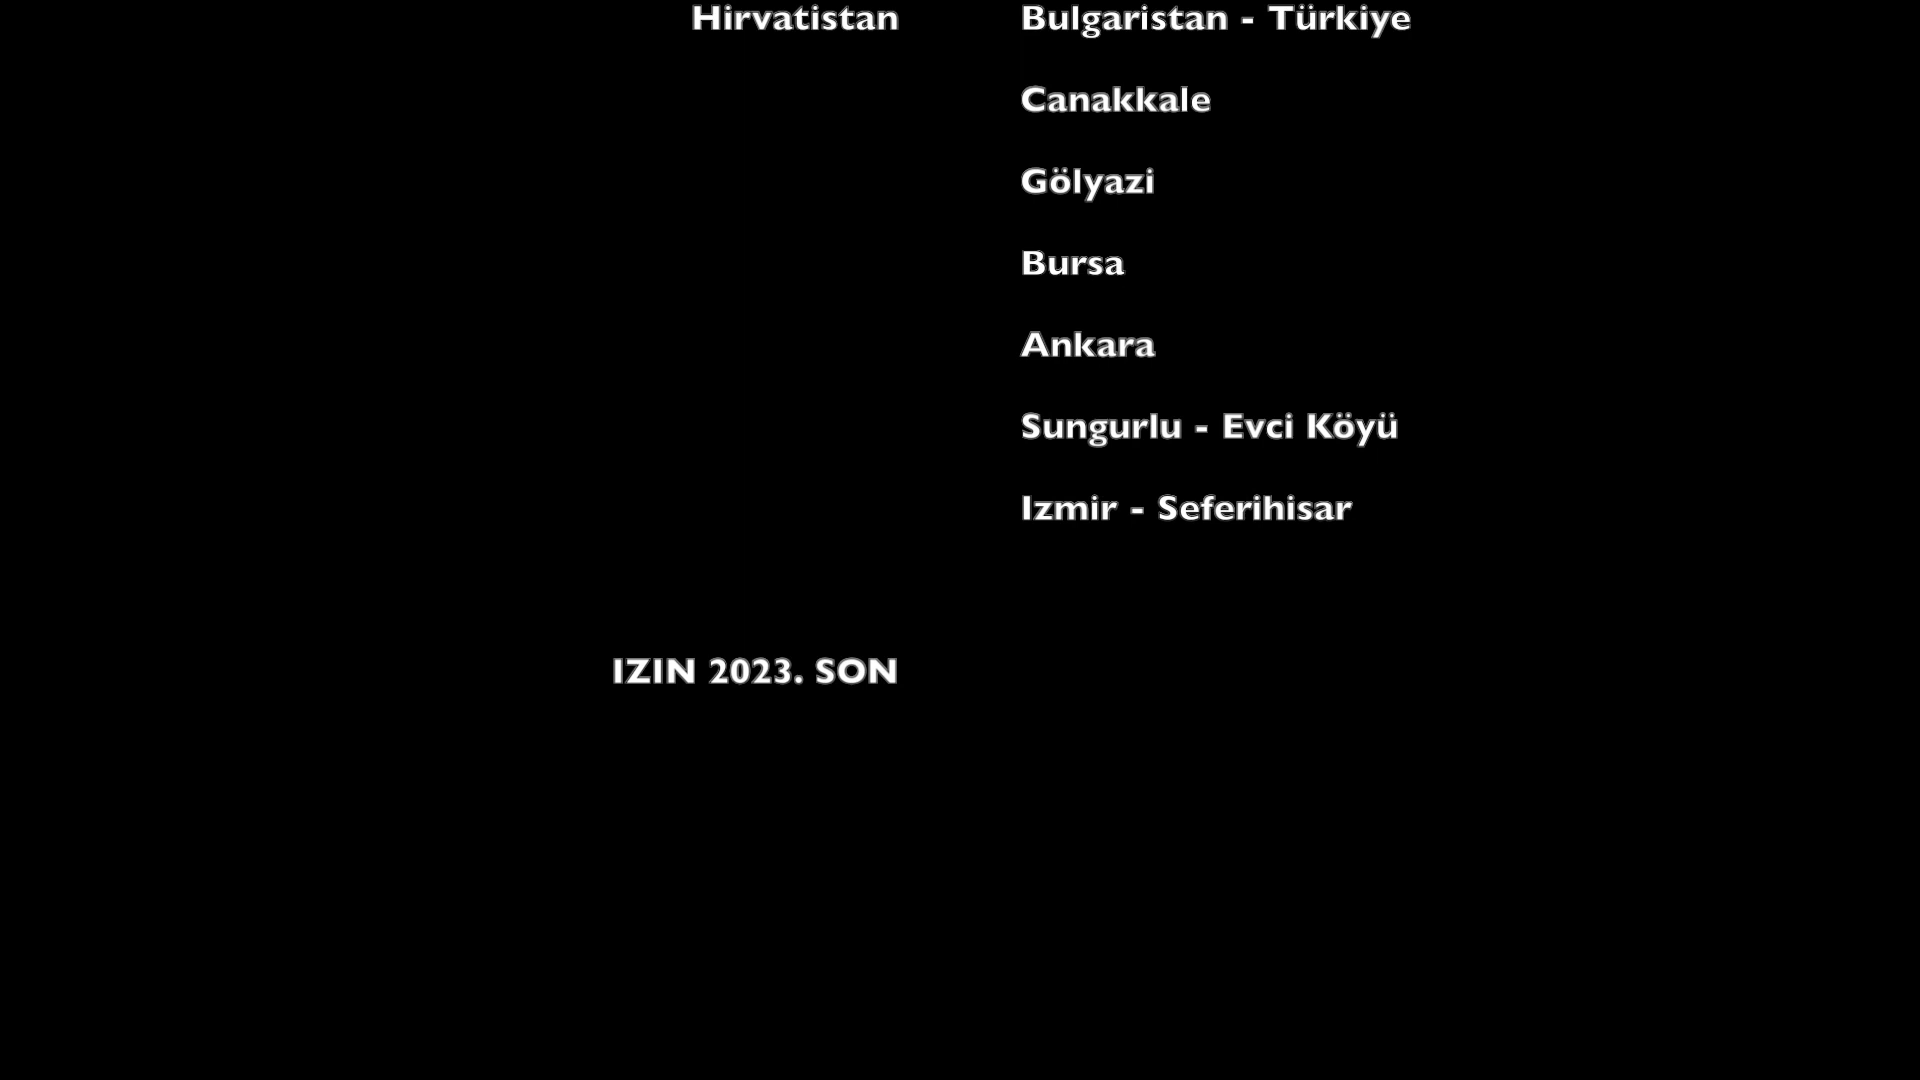 Hirvatistan Bulgaristan - Türkiye
Canakkale
Gölyazi
Bursa
Ankara
Sungurlu - Evci Köyü
Izmir - Seferihisar
IZIN 2023. SON